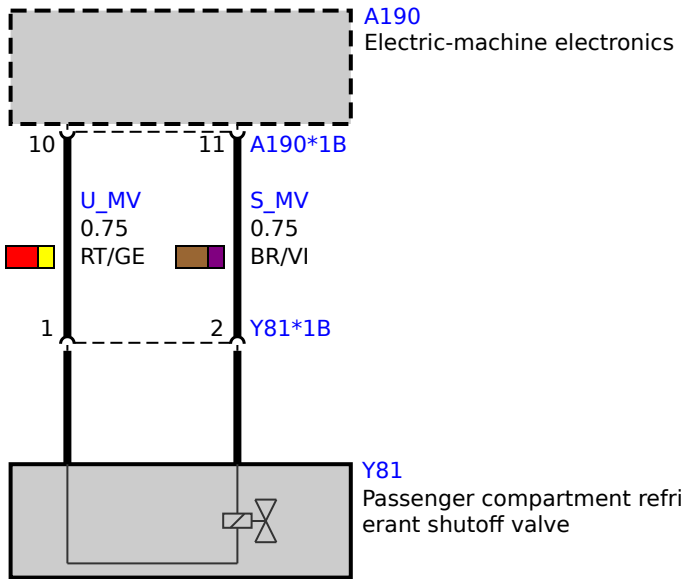 A190
Electric-machine electronics
10
11
A190*1B
U_MV
S_MV
0.75
0.75
RT/GE
BR/VI
1
2
Y81*1B
Y81
Passenger compartment refri
erant shutoff valve